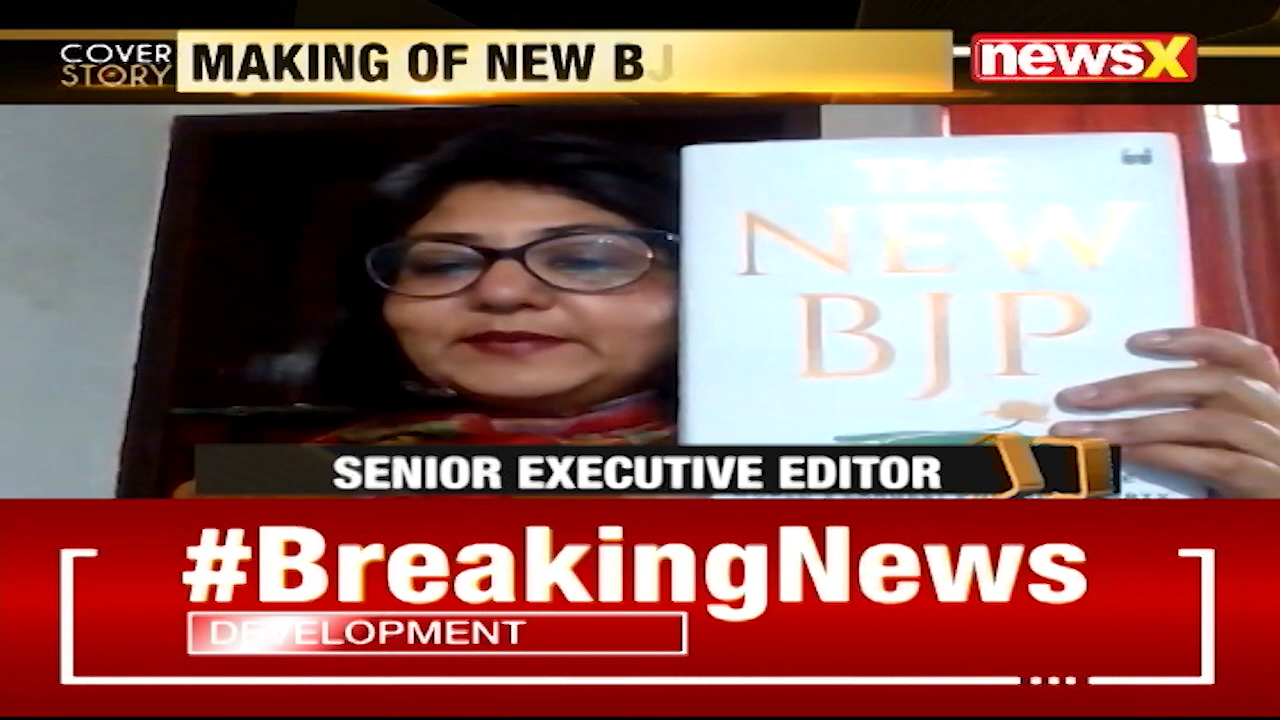 COVER
STORY
MAKING OF NEW BJ
newsX
THE
NEW
BJP
SENIOR EXECUTIVE EDITOR
#BreakingNews
DEVELOPMENT